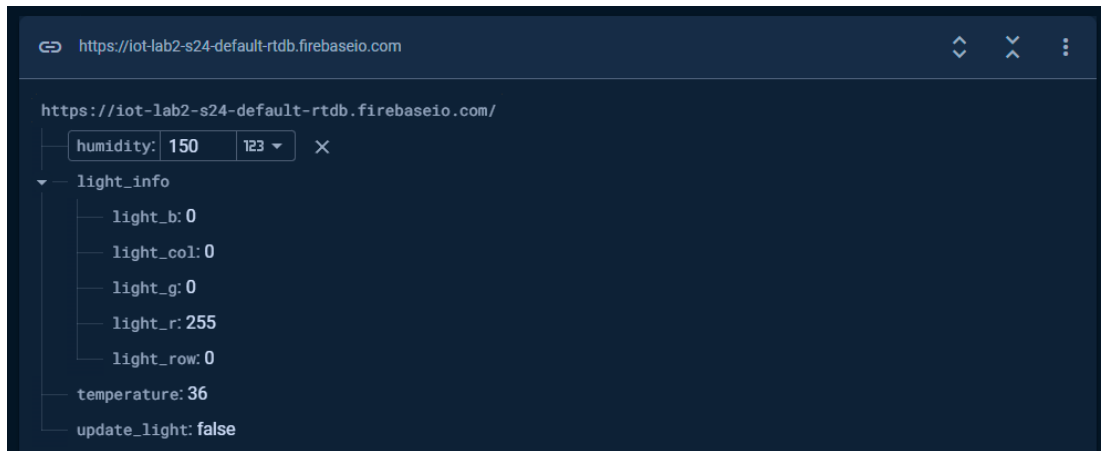 https://iot-lab2-s24-default-rtdb.firebaseio.com
https://iot-lab2-s24-default-rtdb.firebaseio.com/
humidity: 150 123
light_info
light_b: 0
light_col: 0
light_g: 0
light_r: 255
light_row: 0
temperature: 36
update_light: false